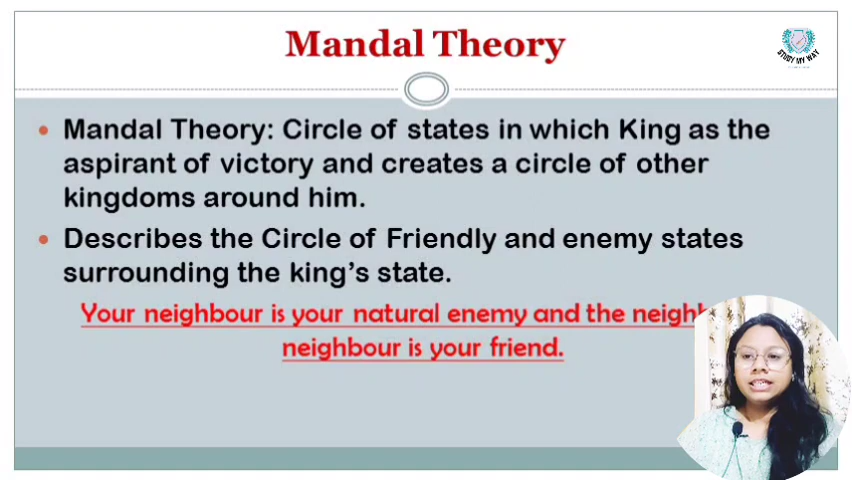 Mandal Theory
STUDY MY WAY
Mandal Theory: Circle of states in which King as the
aspirant of victory and creates a circle of other
kingdoms around him.
Describes the Circle of Friendly and enemy states
surrounding the king's state.
Your neighbour is your natural enemy and the
neighbour is your friend.